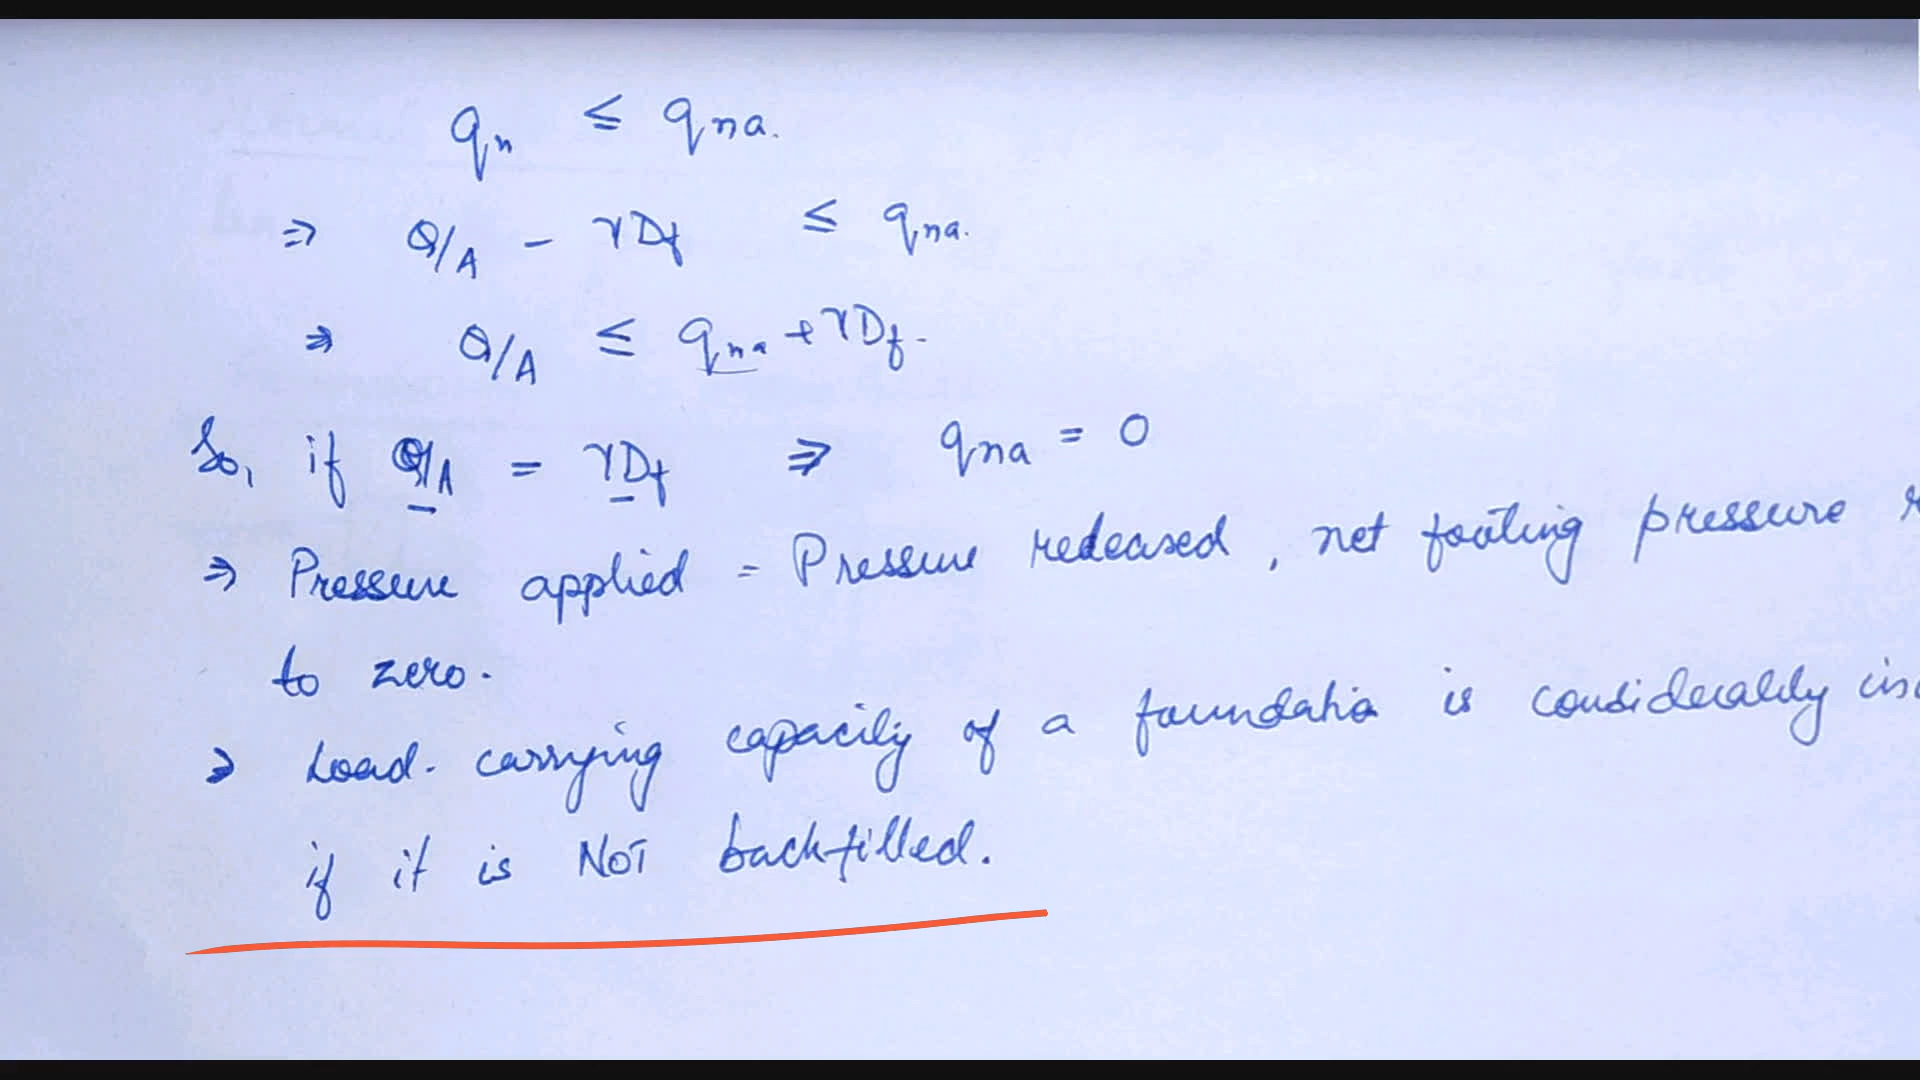 qn ≤ qna.
⇒ Q/A - γDf ≤ qna.
⇒ Q/A ≤ qna + γDf.
So, if Q/A = γDf ⇒ qna = 0
⇒ Pressure applied = Pressure released, net footing pressure
to zero.
⇒ Load-carrying capacity of a foundatio is considerably
if it is NOT backfilled.